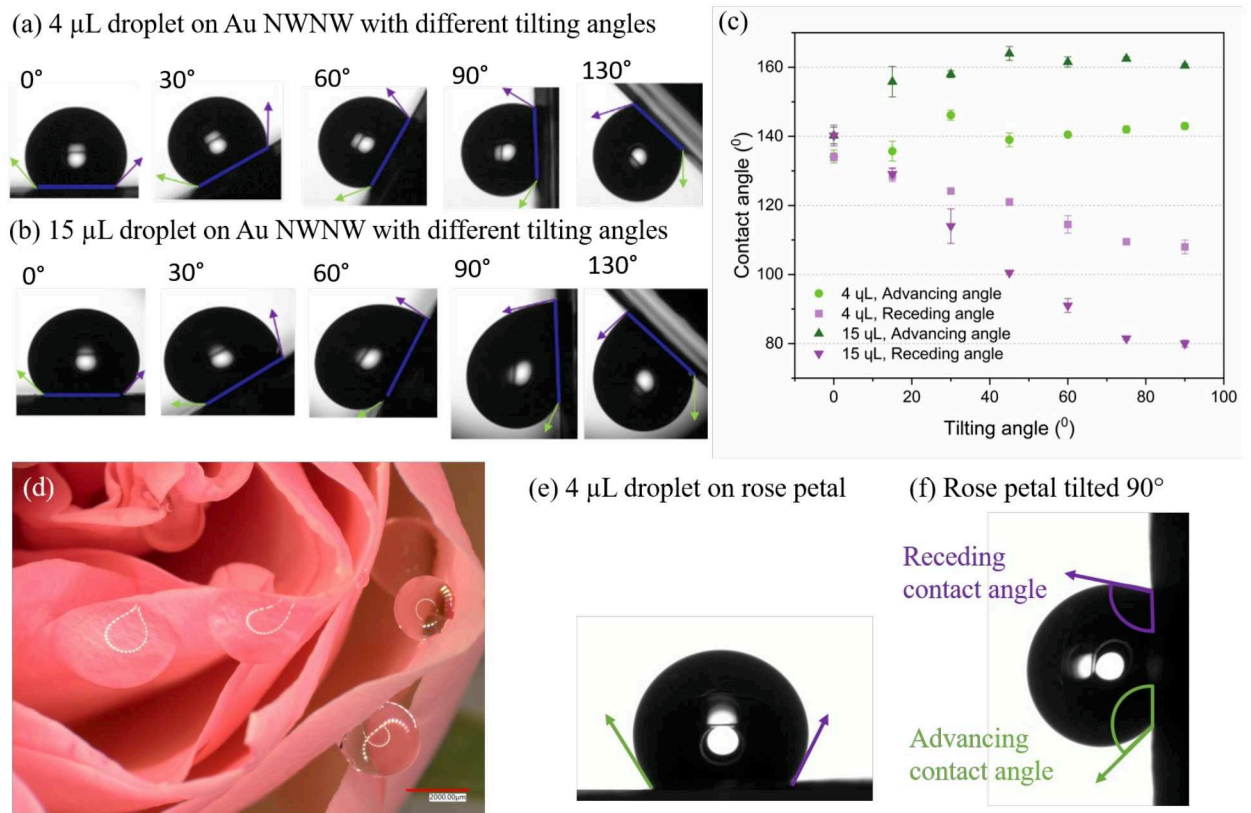 (a) 4 µL droplet on Au NWNW with different tilting angles
0°
30°
60°
90°
130°
(b) 15 µL droplet on Au NWNW with different tilting angles
0°
30°
60°
90°
130°
(c)
Contact angle (⁰)
160
140
120
100
80
4 uL, Advancing angle
4 uL, Receding angle
15 uL, Advancing angle
15 uL, Receding angle
0 20 40 60 80 100
Tilting angle (⁰)
(d)
2000.00µm
(e) 4 µL droplet on rose petal
(f) Rose petal tilted 90°
Receding
contact angle
Advancing
contact angle